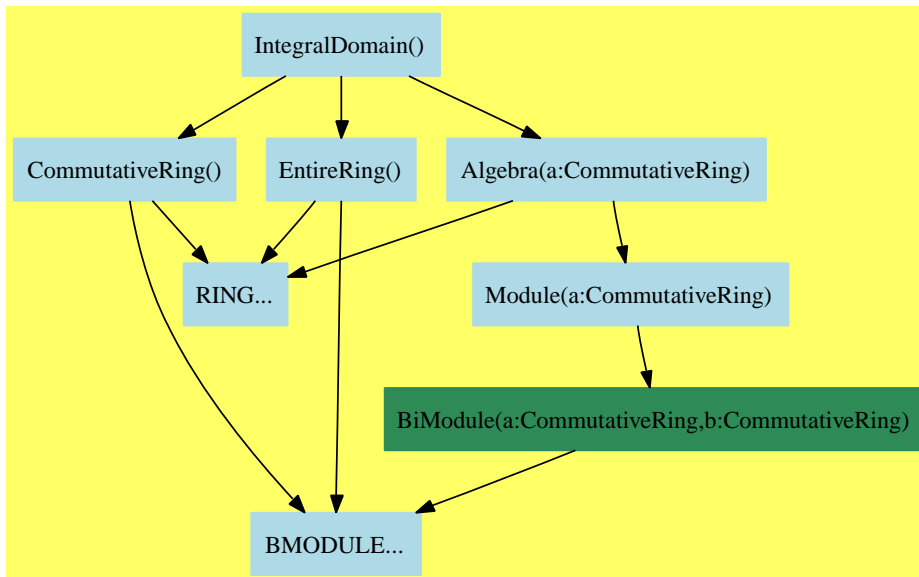 IntegralDomain()
CommutativeRing()
EntireRing()
Algebra(a:CommutativeRing)
RING...
Module(a:CommutativeRing)
BiModule(a:CommutativeRing,b:CommutativeRing)
BMODULE...